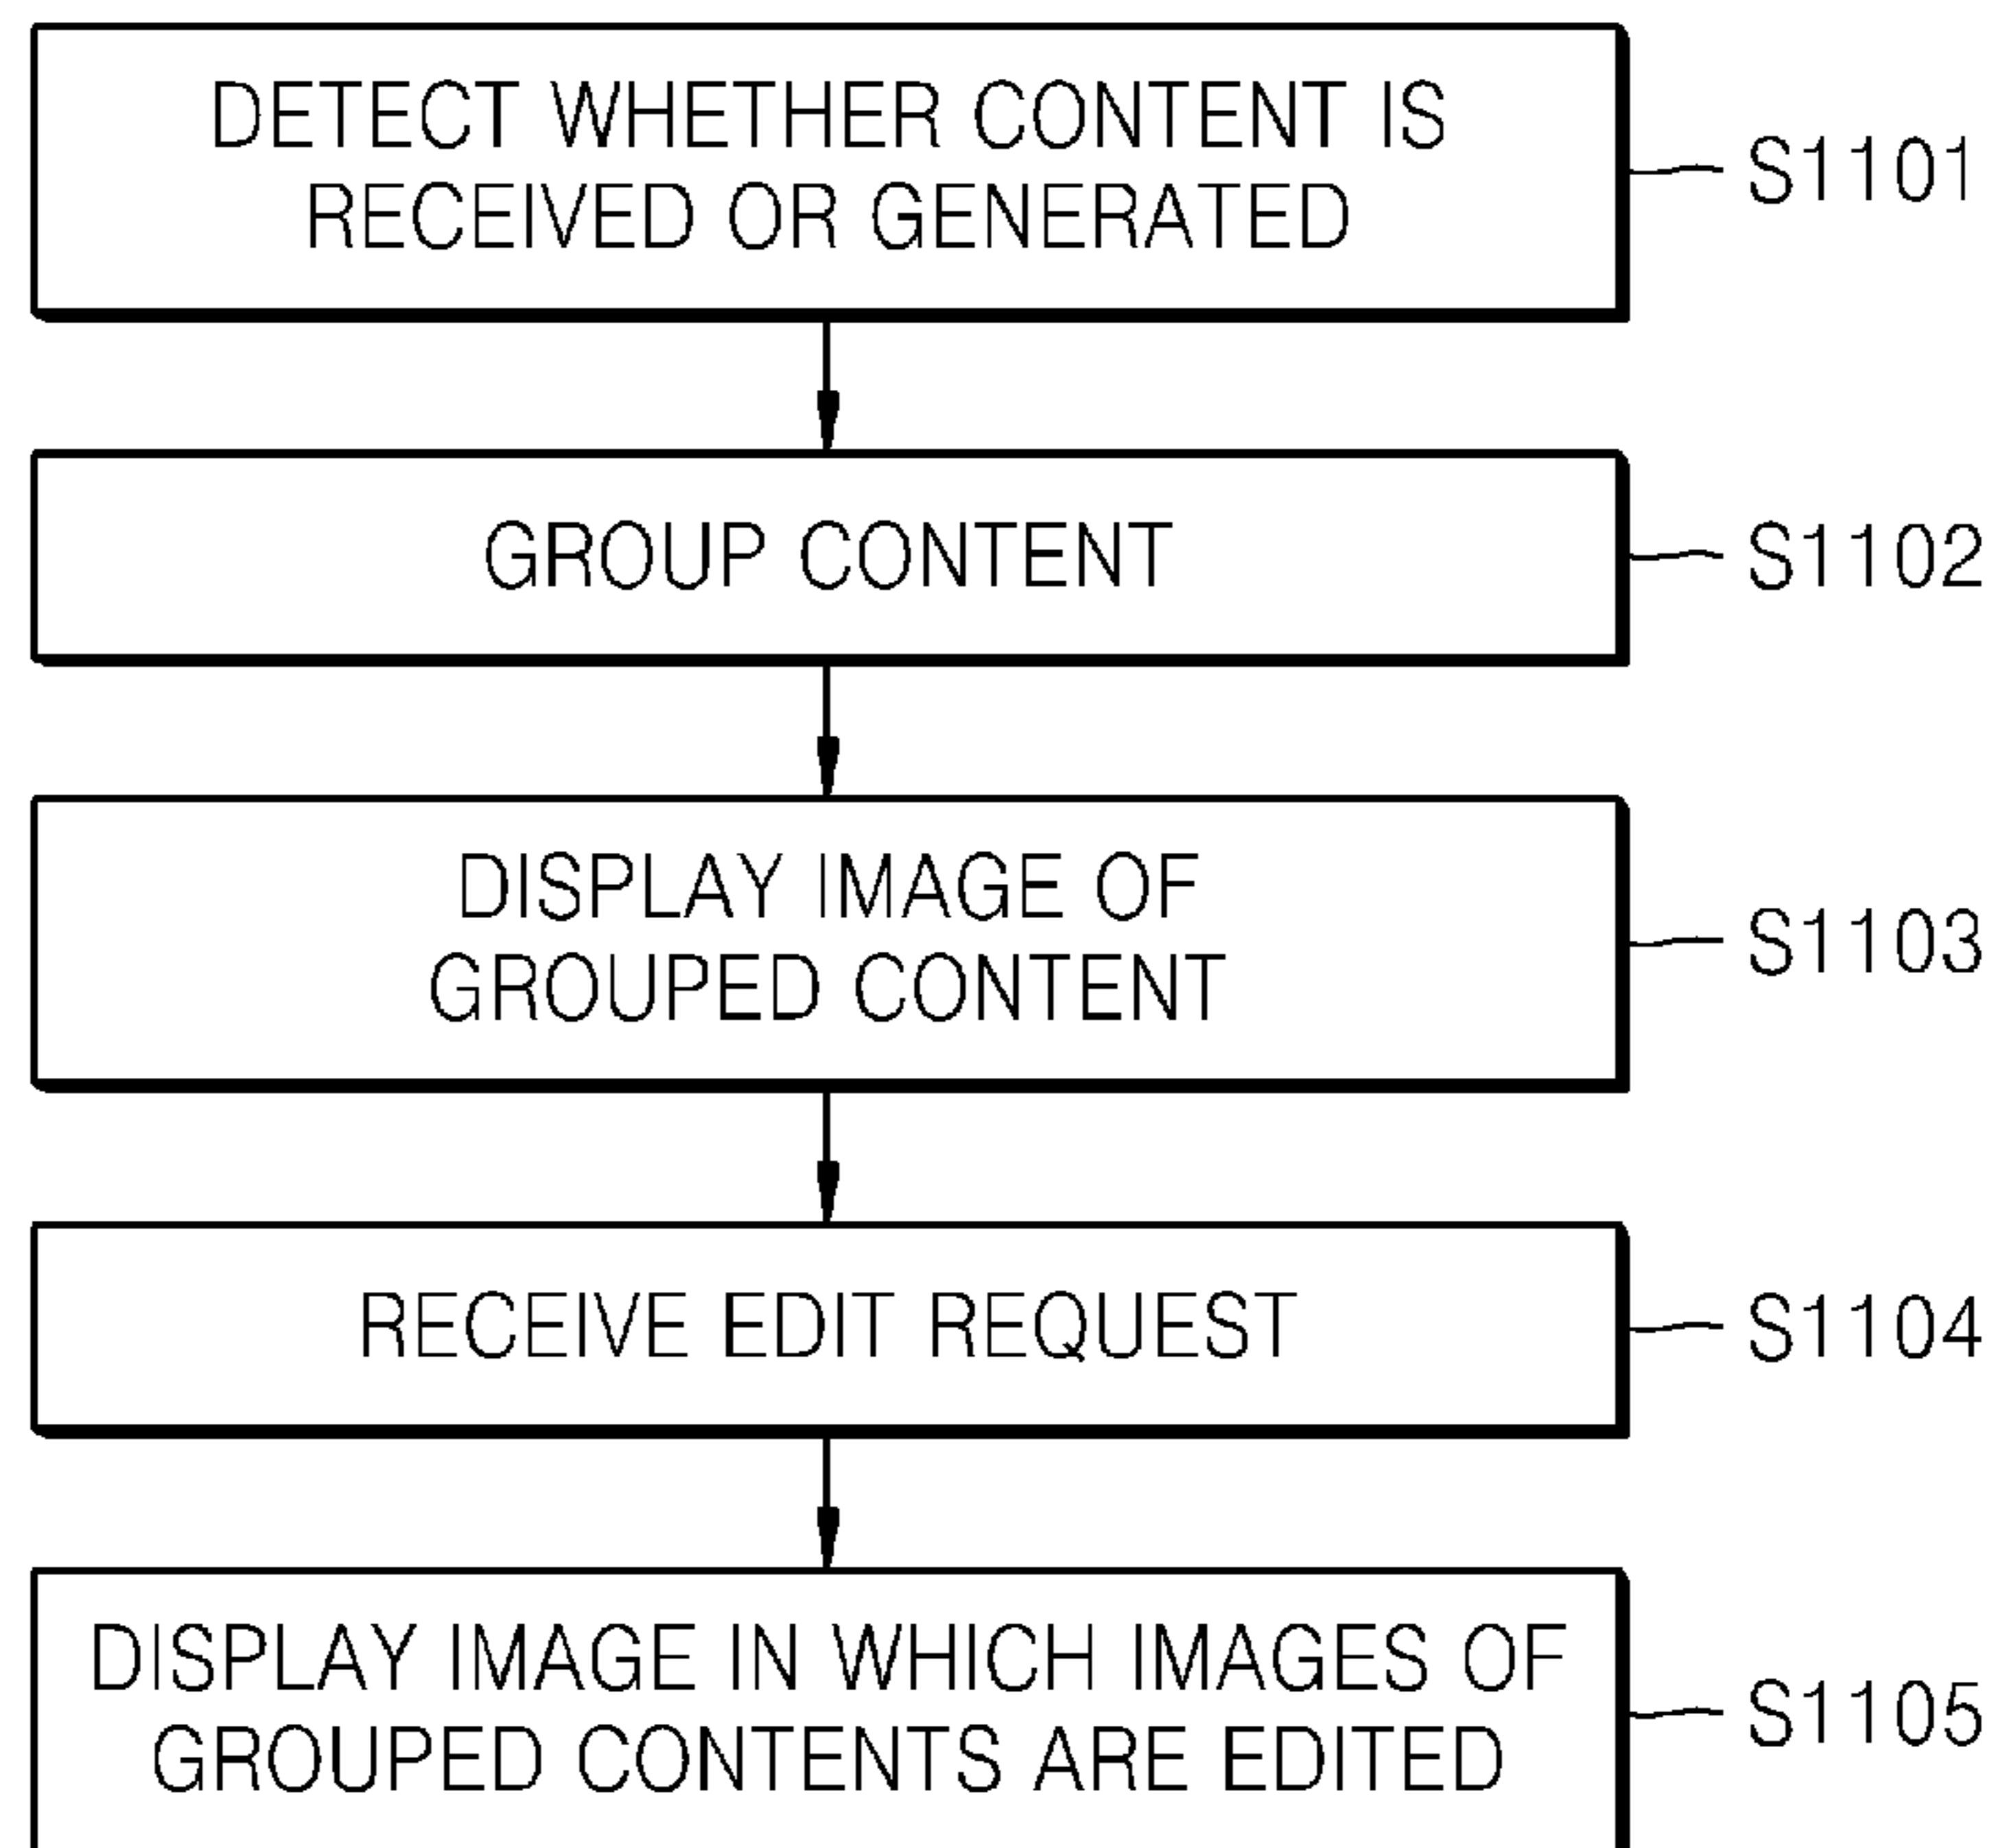 DETECT WHETHER CONTENT IS
RECEIVED OR GENERATED
S1101
GROUP CONTENT
S1102
DISPLAY IMAGE OF
GROUPED CONTENT
S1103
RECEIVE EDIT REQUEST
S1104
DISPLAY IMAGE IN WHICH IMAGES OF
GROUPED CONTENTS ARE EDITED
S1105